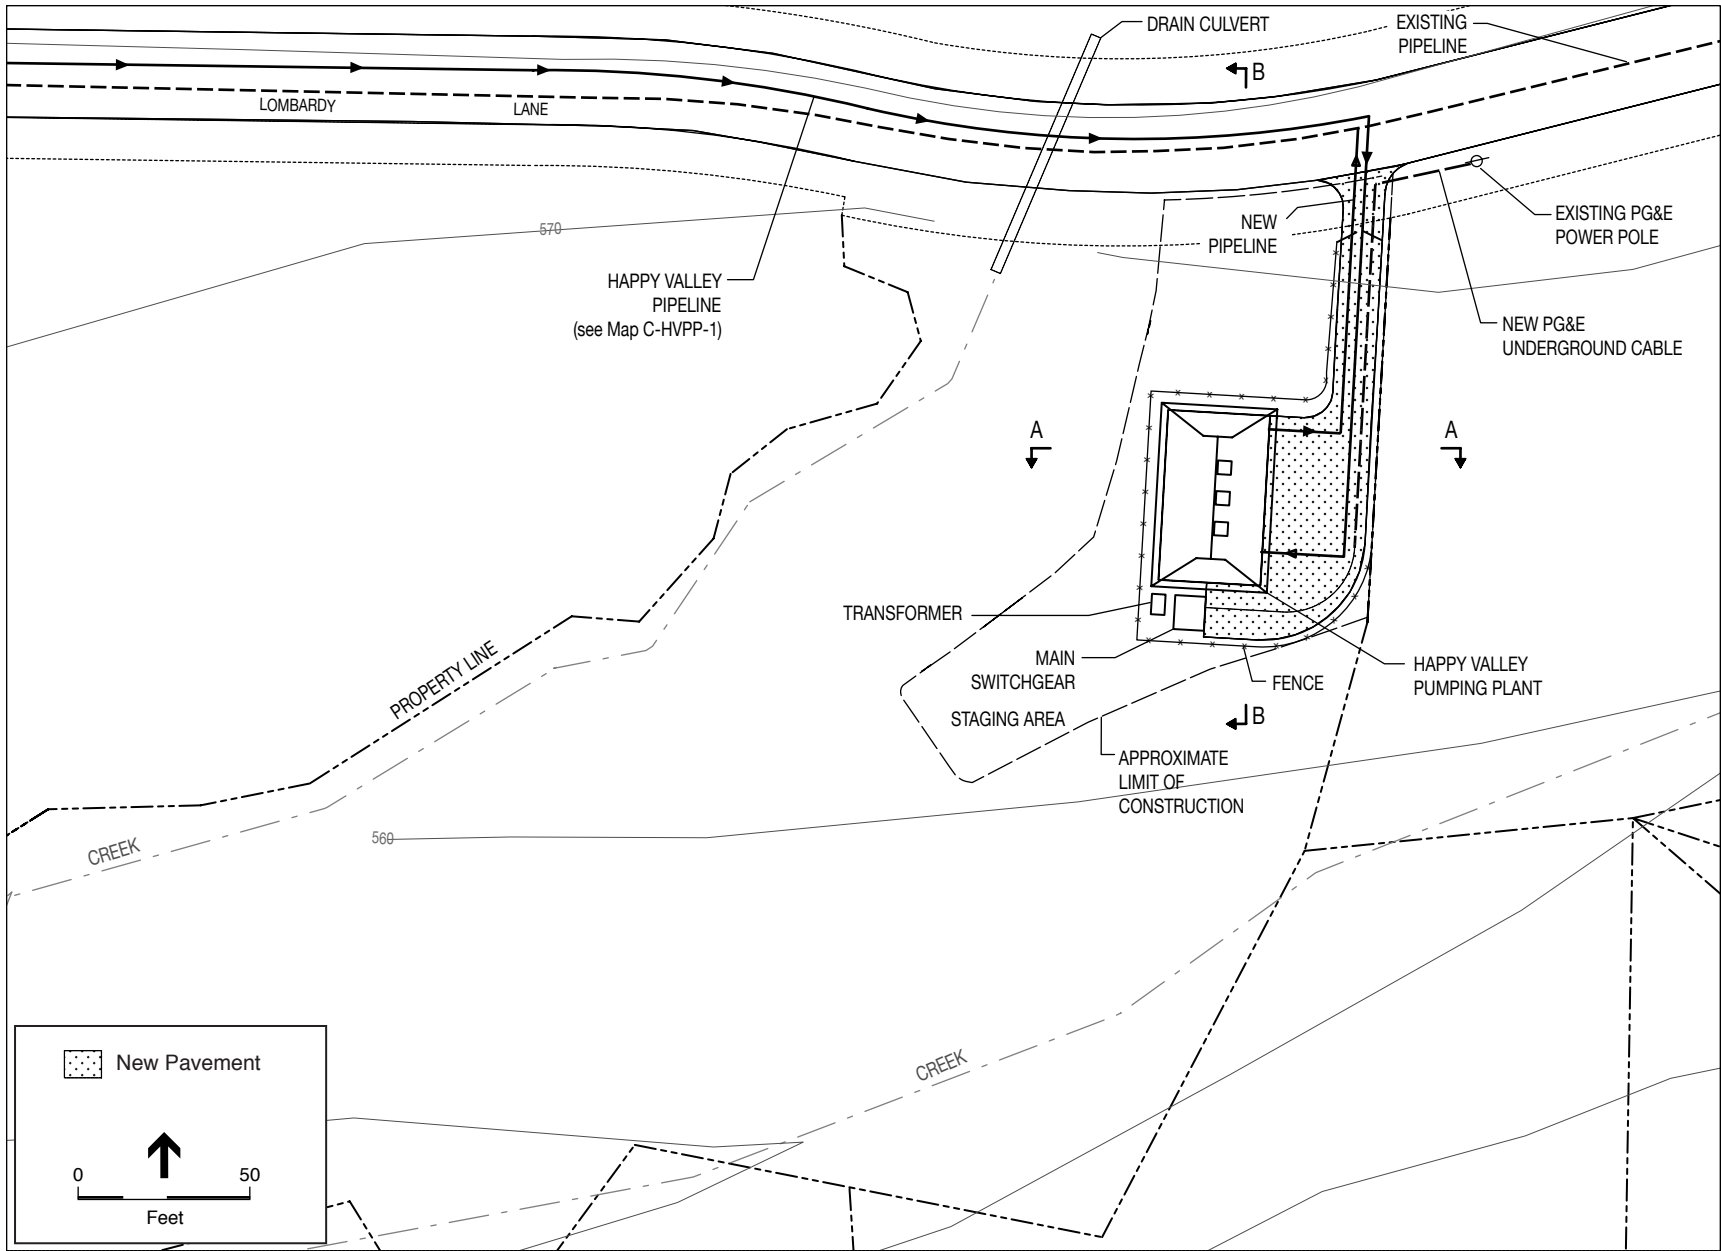 DRAIN CULVERT
EXISTING
PIPELINE
B
LOMBARDY LANE
570
NEW
PIPELINE
EXISTING PG&E
POWER POLE
HAPPY VALLEY
PIPELINE
(see Map C-HVPP-1)
NEW PG&E
UNDERGROUND CABLE
A
A
TRANSFORMER
MAIN
SWITCHGEAR
FENCE
HAPPY VALLEY
PUMPING PLANT
PROPERTY LINE
STAGING AREA
B
APPROXIMATE
LIMIT OF
CONSTRUCTION
560
CREEK
CREEK
New Pavement
0 50
Feet